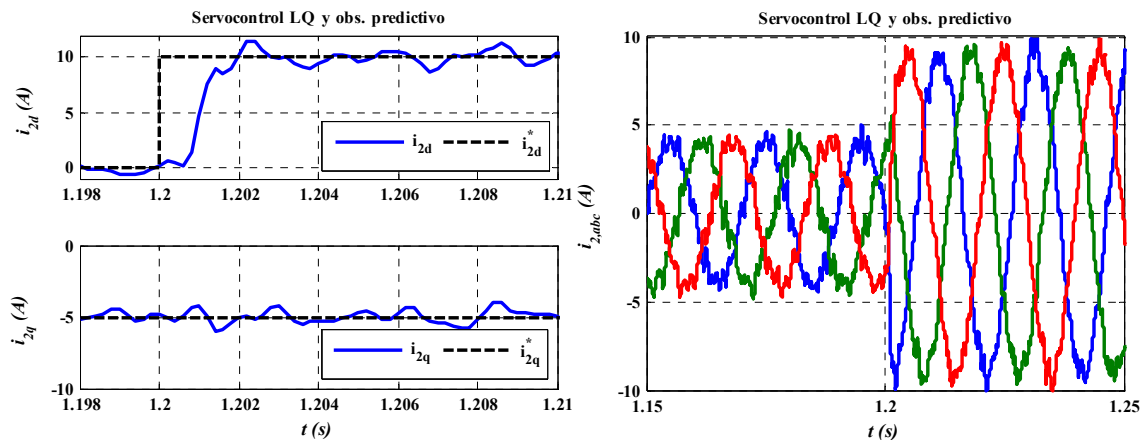 Servocontrol LQ y obs. predictivo
10
5
0
i2d (A)
i2d
i*2d
1.198
1.2
1.202
1.204
1.206
1.208
1.21
0
-5
-10
i2q (A)
i2q
i*2q
1.198
1.2
1.202
1.204
1.206
1.208
1.21
t (s)
Servocontrol LQ y obs. predictivo
10
5
0
-5
-10
i2,abc (A)
1.15
1.2
1.25
t (s)